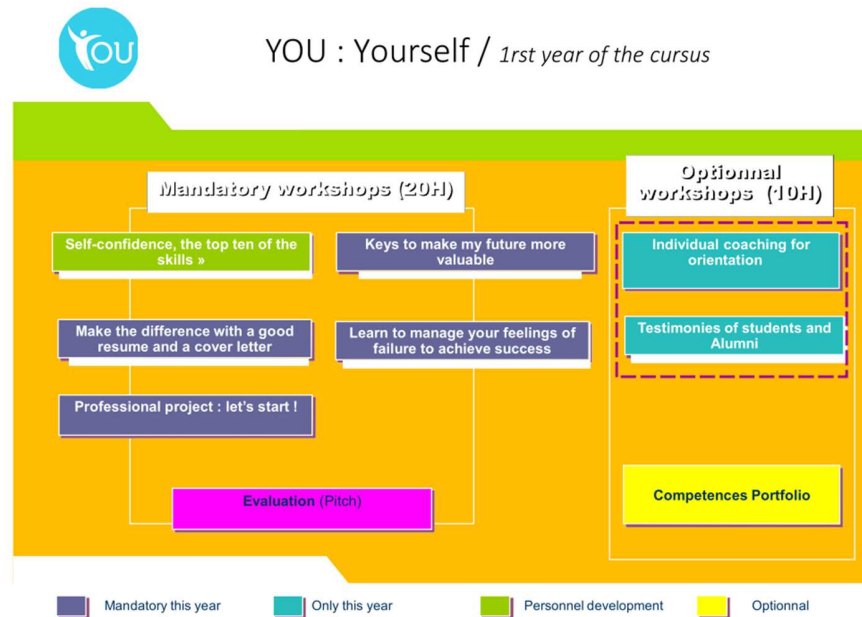 YOU
YOU : Yourself / 1rst year of the cursus
Mandatory workshops (20H)
Optionnal
workshops (10H)
Self-confidence, the top ten of the
skills »
Keys to make my future more
valuable
Individual coaching for
orientation
Make the difference with a good
resume and a cover letter
Learn to manage your feelings of
failure to achieve success
Testimonies of students and
Alumni
Professional project : let's start !
Evaluation (Pitch)
Competences Portfolio
Mandatory this year
Only this year
Personnel development
Optionnal